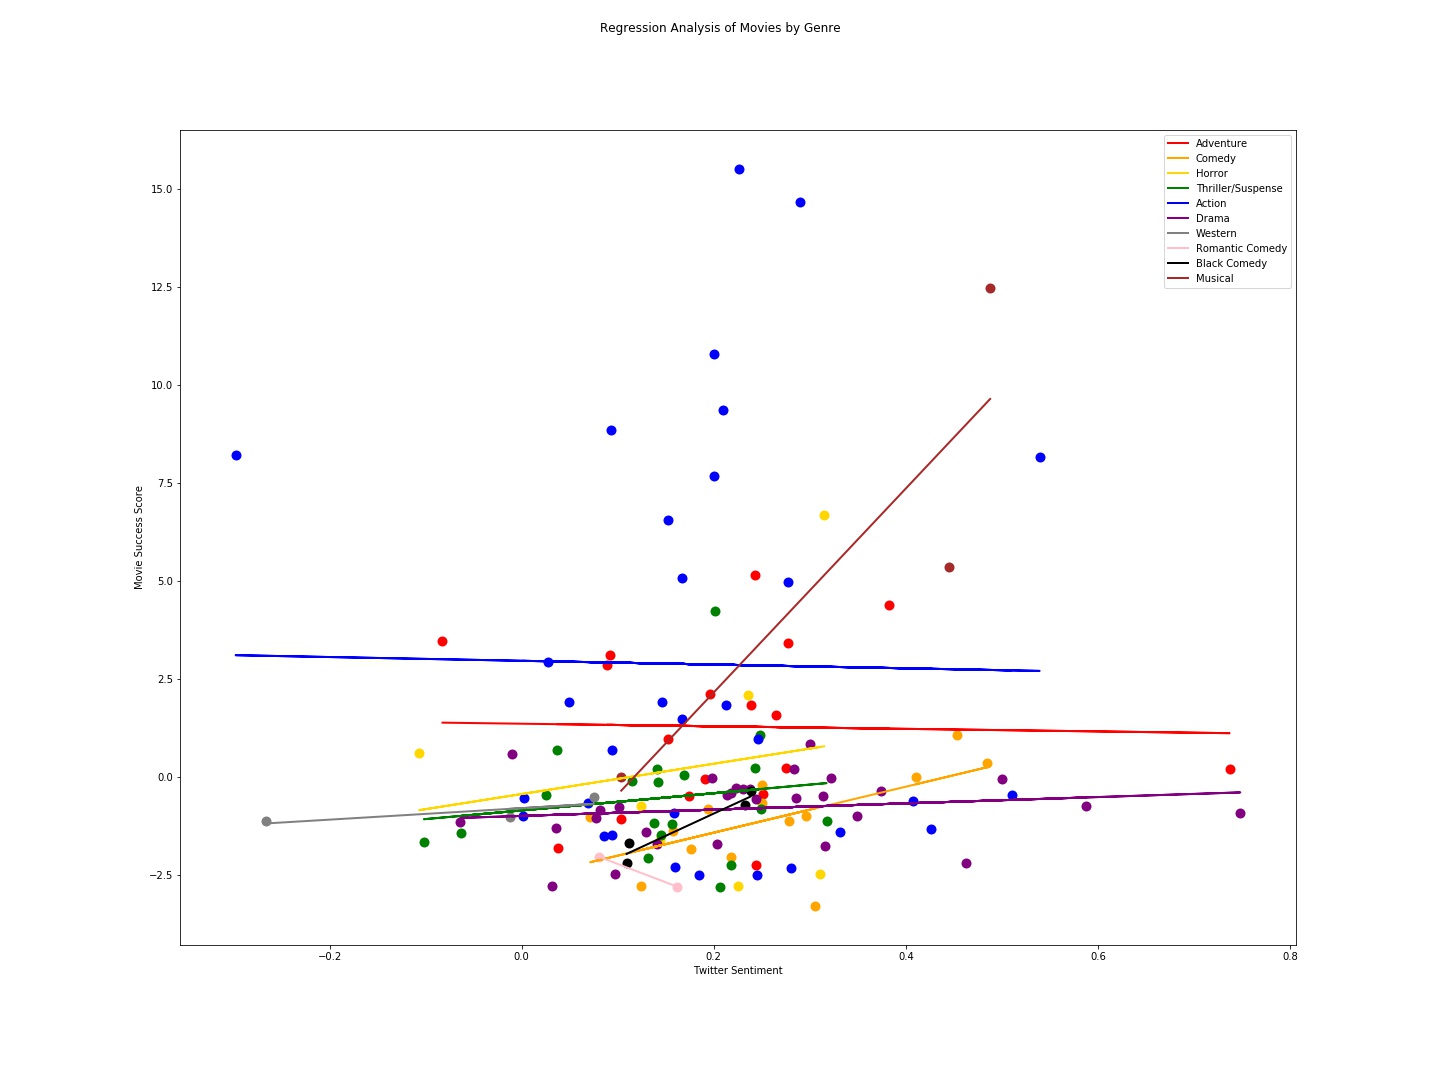 Regression Analysis of Movies by Genre
Adventure
Comedy
Horror
Thriller/Suspense
Action
Drama
Western
Romantic Comedy
Black Comedy
Musical
15.0
12.5
10.0
7.5
5.0
2.5
0.0
−2.5
Movie Success Score
−0.2
0.0
0.2
0.4
0.6
0.8
Twitter Sentiment